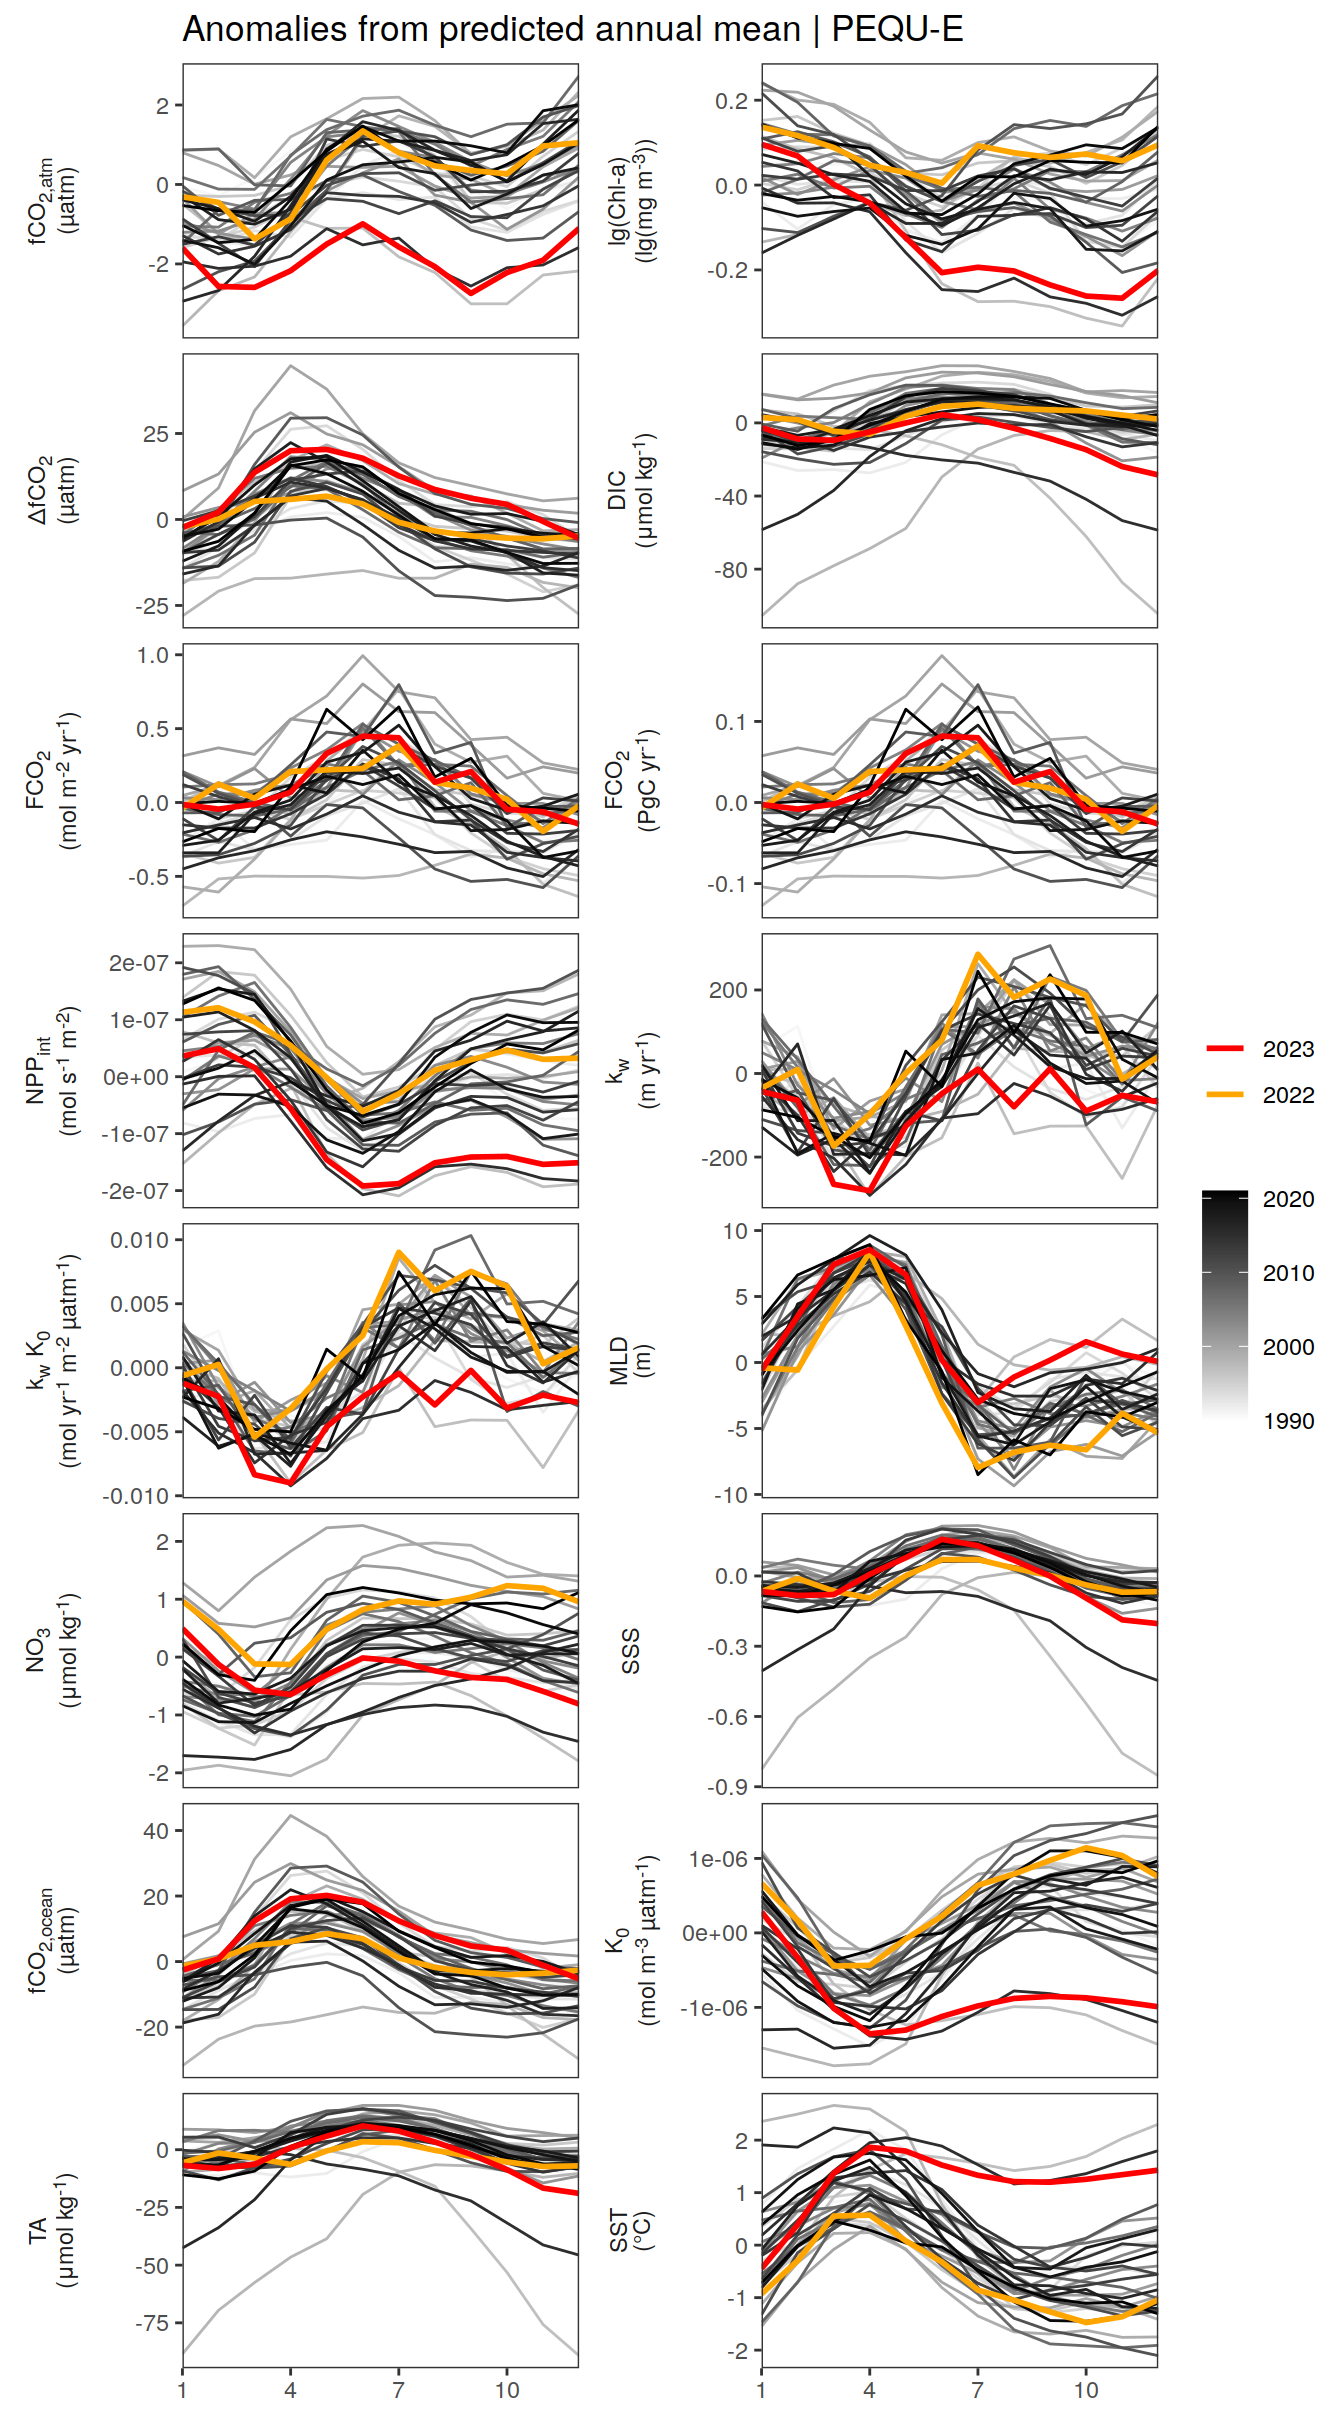 Anomalies from predicted annual mean | PEQU-E
fCO2,atm
(µatm)
2
0
-2
lg(Chl-a)
(lg(mg m-3))
0.2
0.0
-0.2
ΔfCO2
(µatm)
25
0
-25
DIC
(µmol kg-1)
0
-40
-80
FCO2
(mol m-2 yr-1)
1.0
0.5
0.0
-0.5
FCO2
(PgC yr-1)
0.1
0.0
-0.1
NPPint
(mol s-1 m-2)
2e-07
1e-07
0e+00
-1e-07
-2e-07
kw
(m yr-1)
200
0
-200
kw K0
(mol yr-1 m-2 µatm-1)
0.010
0.005
0.000
-0.005
-0.010
MLD
(m)
10
5
0
-5
-10
NO3
(µmol kg-1)
2
1
0
-1
-2
SSS
0.0
-0.3
-0.6
-0.9
fCO2,ocean
(µatm)
40
20
0
-20
K0
(mol m-3 µatm-1)
1e-06
0e+00
-1e-06
TA
(µmol kg-1)
0
-25
-50
-75
SST
(°C)
2
1
0
-1
-2
1 4 7 10
1 4 7 10
2023
2022
2020
2010
2000
1990